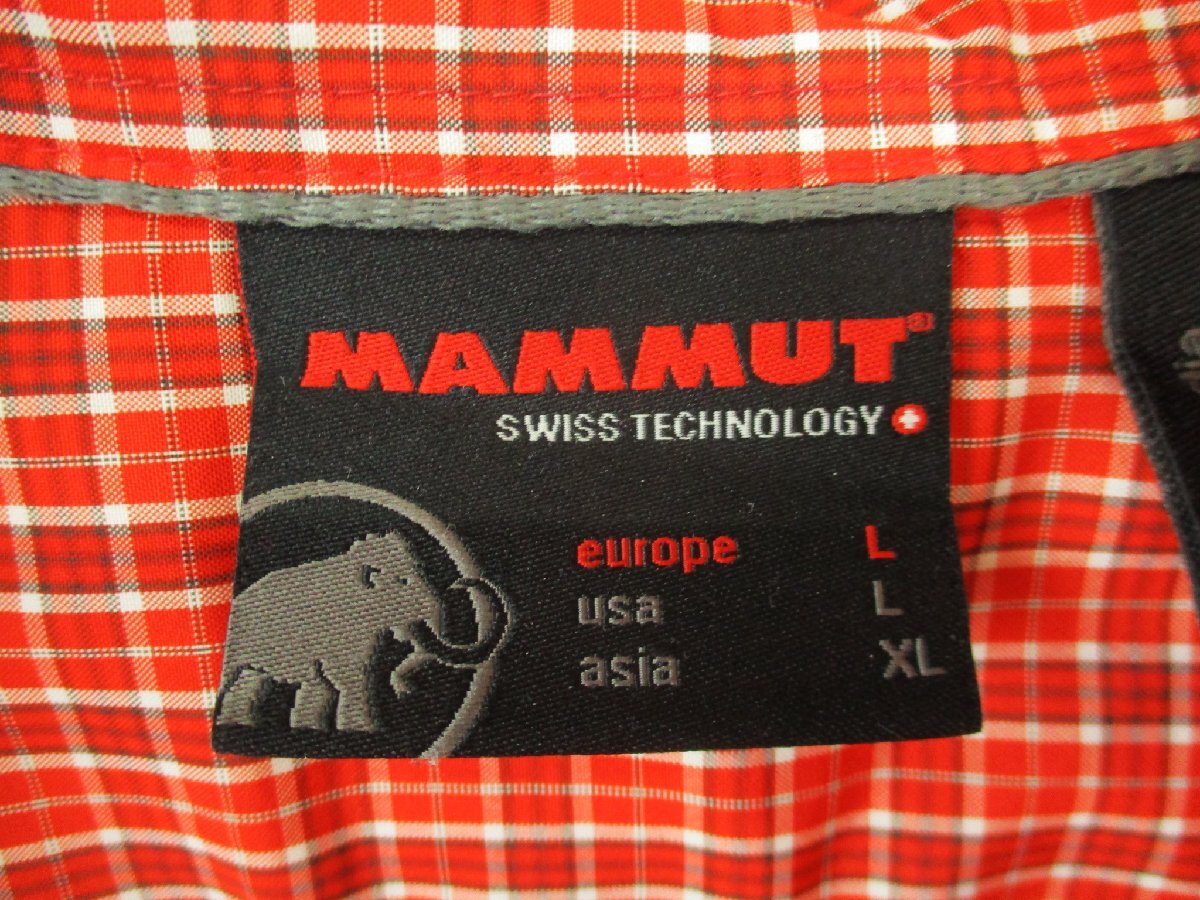 MAMMUT®
SWISS TECHNOLOGY
europe L
usa L
asia XL